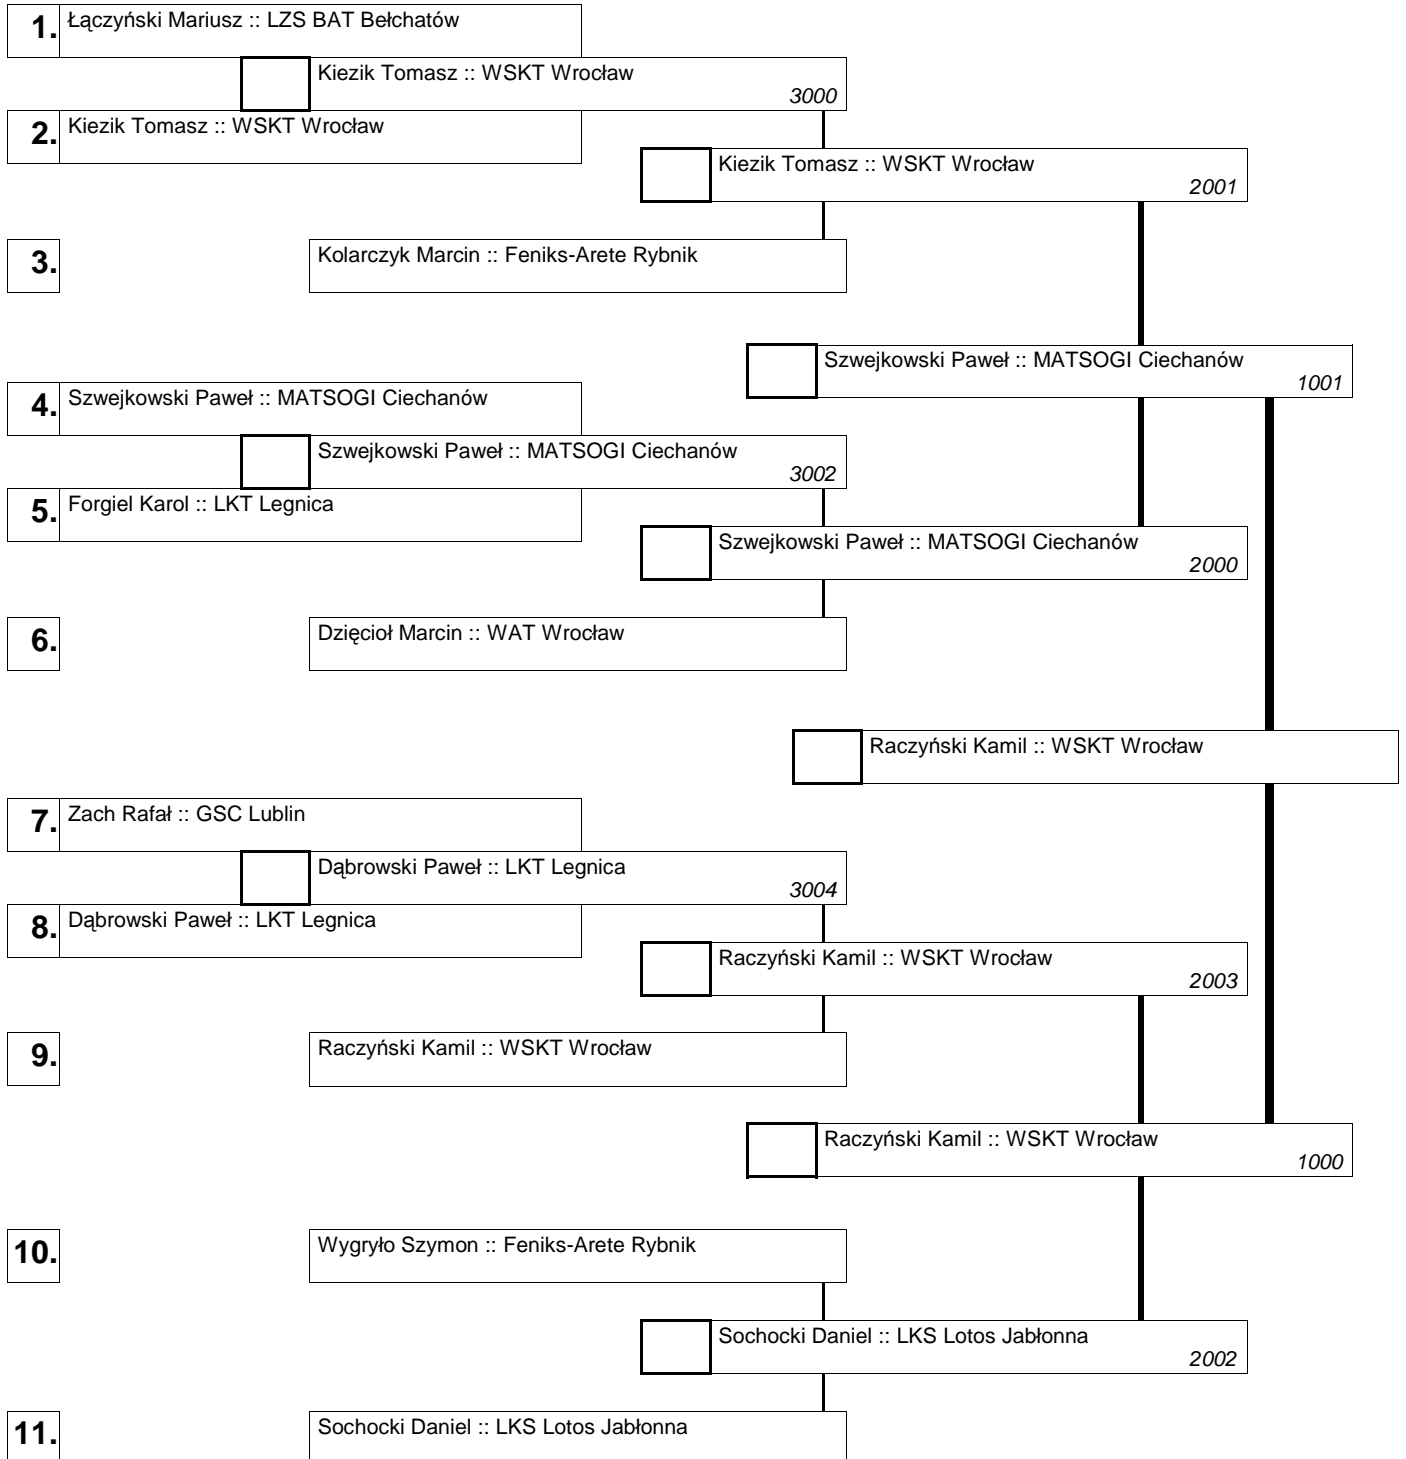 1. Łączyński Mariusz :: LZS BAT Bełchatów
Kiezik Tomasz :: WSKT Wrocław
3000
2. Kiezik Tomasz :: WSKT Wrocław
Kiezik Tomasz :: WSKT Wrocław
2001
3. Kolarczyk Marcin :: Feniks-Arete Rybnik
Szwejkowski Paweł :: MATSOGI Ciechanów
1001
4. Szwejkowski Paweł :: MATSOGI Ciechanów
Szwejkowski Paweł :: MATSOGI Ciechanów
3002
5. Forgiel Karol :: LKT Legnica
Szwejkowski Paweł :: MATSOGI Ciechanów
2000
6. Dzięcioł Marcin :: WAT Wrocław
Raczyński Kamil :: WSKT Wrocław
7. Zach Rafał :: GSC Lublin
Dąbrowski Paweł :: LKT Legnica
3004
8. Dąbrowski Paweł :: LKT Legnica
Raczyński Kamil :: WSKT Wrocław
2003
9. Raczyński Kamil :: WSKT Wrocław
Raczyński Kamil :: WSKT Wrocław
1000
10. Wygryło Szymon :: Feniks-Arete Rybnik
Sochocki Daniel :: LKS Lotos Jabłonna
2002
11. Sochocki Daniel :: LKS Lotos Jabłonna